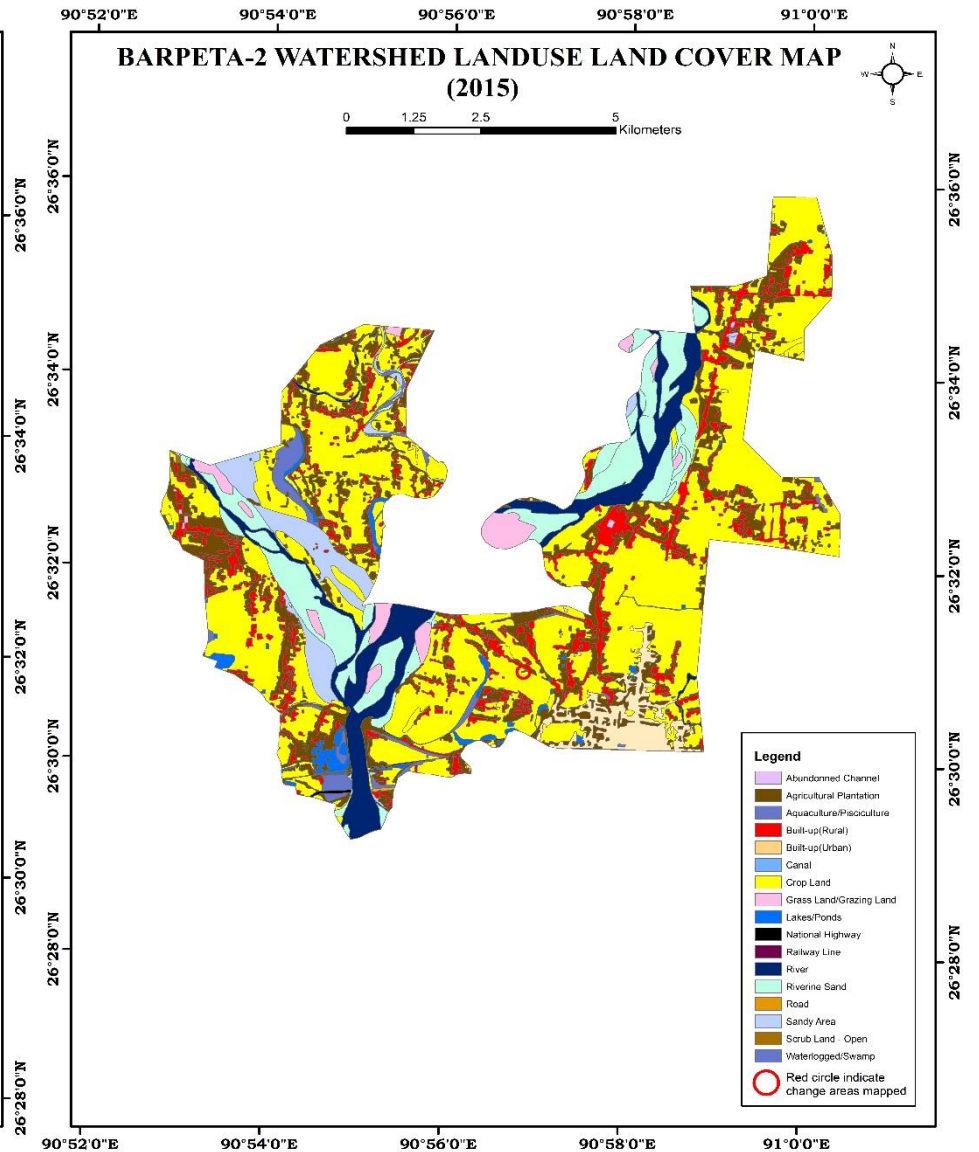 90°52'0"E 90°54'0"E 90°56'0"E 90°58'0"E 91°0'0"E
BARPETA-2 WATERSHED LANDUSE LAND COVER MAP
(2015)
N
W E
S
0 1.25 2.5 5
Kilometers
26°36'0"N
26°36'0"N
26°36'0"N
26°34'0"N
26°34'0"N
26°34'0"N
26°32'0"N
26°32'0"N
26°32'0"N
26°30'0"N
26°30'0"N
26°30'0"N
26°28'0"N
26°28'0"N
26°28'0"N
Legend
Abundonned Channel
Agricultural Plantation
Aquaculture/Pisciculture
Built-up(Rural)
Built-up(Urban)
Canal
Crop Land
Grass Land/Grazing Land
Lakes/Ponds
National Highway
Railway Line
River
Riverine Sand
Road
Sandy Area
Scrub Land - Open
Waterlogged/Swamp
Red circle indicate
change areas mapped
90°52'0"E 90°54'0"E 90°56'0"E 90°58'0"E 91°0'0"E